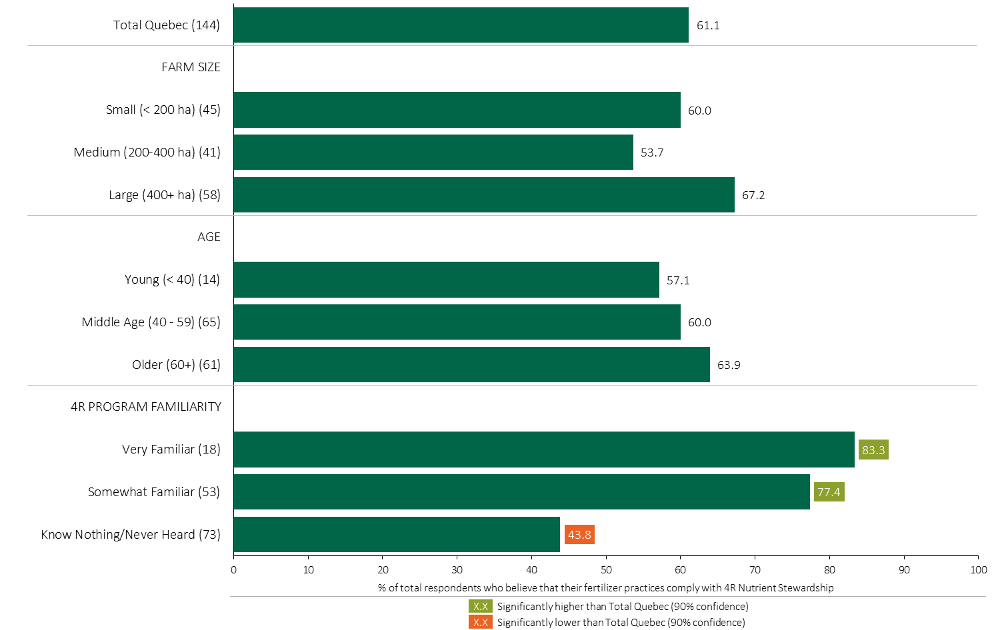 Total Quebec (144) 61.1
FARM SIZE
Small (< 200 ha) (45) 60.0
Medium (200-400 ha) (41) 53.7
Large (400+ ha) (58) 67.2
AGE
Young (< 40) (14) 57.1
Middle Age (40 - 59) (65) 60.0
Older (60+) (61) 63.9
4R PROGRAM FAMILIARITY
Very Familiar (18) 83.3
Somewhat Familiar (53) 77.4
Know Nothing/Never Heard (73) 43.8
0 10 20 30 40 50 60 70 80 90 100
% of total respondents who believe that their fertilizer practices comply with 4R Nutrient Stewardship
X.X Significantly higher than Total Quebec (90% confidence)
X.X Significantly lower than Total Quebec (90% confidence)